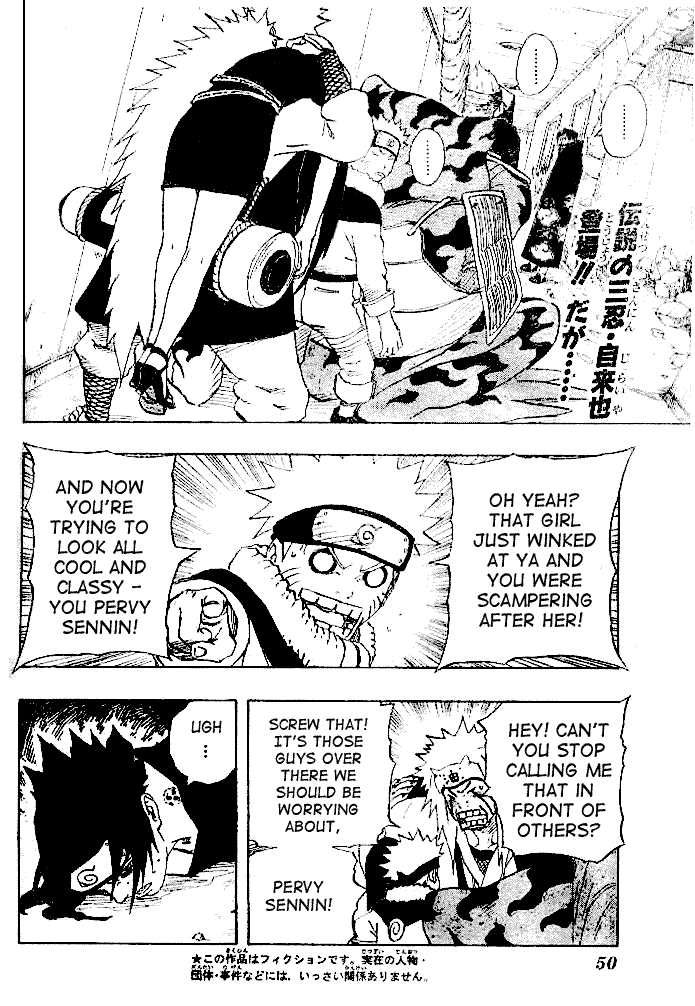 ………
………
………
伝説の三忍・自来也
登場!! だが……
OH YEAH?
THAT GIRL
JUST WINKED
AT YA AND
YOU WERE
SCAMPERING
AFTER HER!
AND NOW
YOU'RE
TRYING TO
LOOK ALL
COOL AND
CLASSY –
YOU PERVY
SENNIN!
HEY! CAN'T
YOU STOP
CALLING ME
THAT IN
FRONT OF
OTHERS?
SCREW THAT!
IT'S THOSE
GUYS OVER
THERE WE
SHOULD BE
WORRYING
ABOUT,
PERVY
SENNIN!
UGH
…
★この作品はフィクションです。実在の人物・
団体・事件などには、いっさい関係ありません。
50